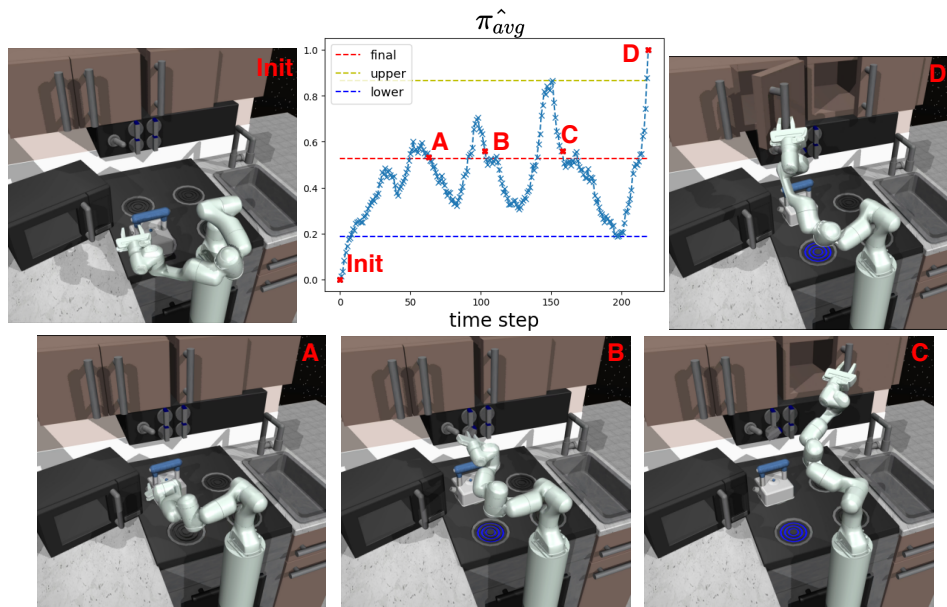 π̂_avg
Init
1.0
0.8
0.6
0.4
0.2
0.0
final
upper
lower
A
B
C
D
Init
0
50
100
150
200
time step
D
A
B
C